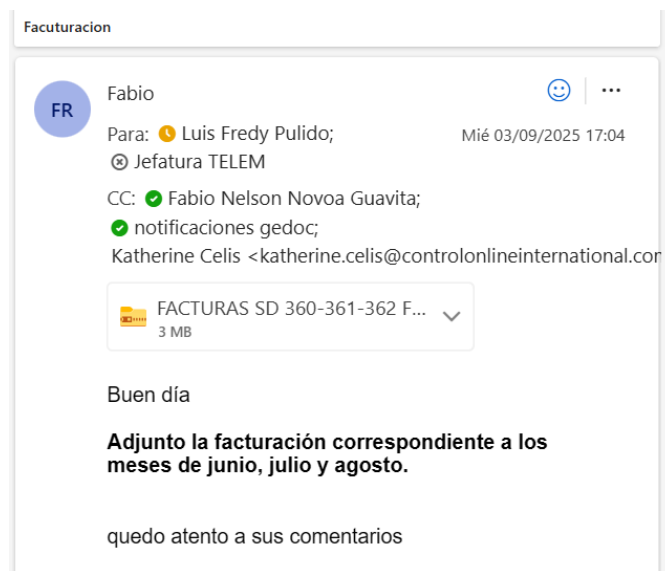 Facuturacion
FR
Fabio
Para: Luis Fredy Pulido;
Mié 03/09/2025 17:04
Jefatura TELEM
CC: Fabio Nelson Novoa Guavita;
notificaciones gedoc;
Katherine Celis <katherine.celis@controlonlineinternational.cor
FACTURAS SD 360-361-362 F...
3 MB
Buen día
Adjunto la facturación correspondiente a los
meses de junio, julio y agosto.
quedo atento a sus comentarios